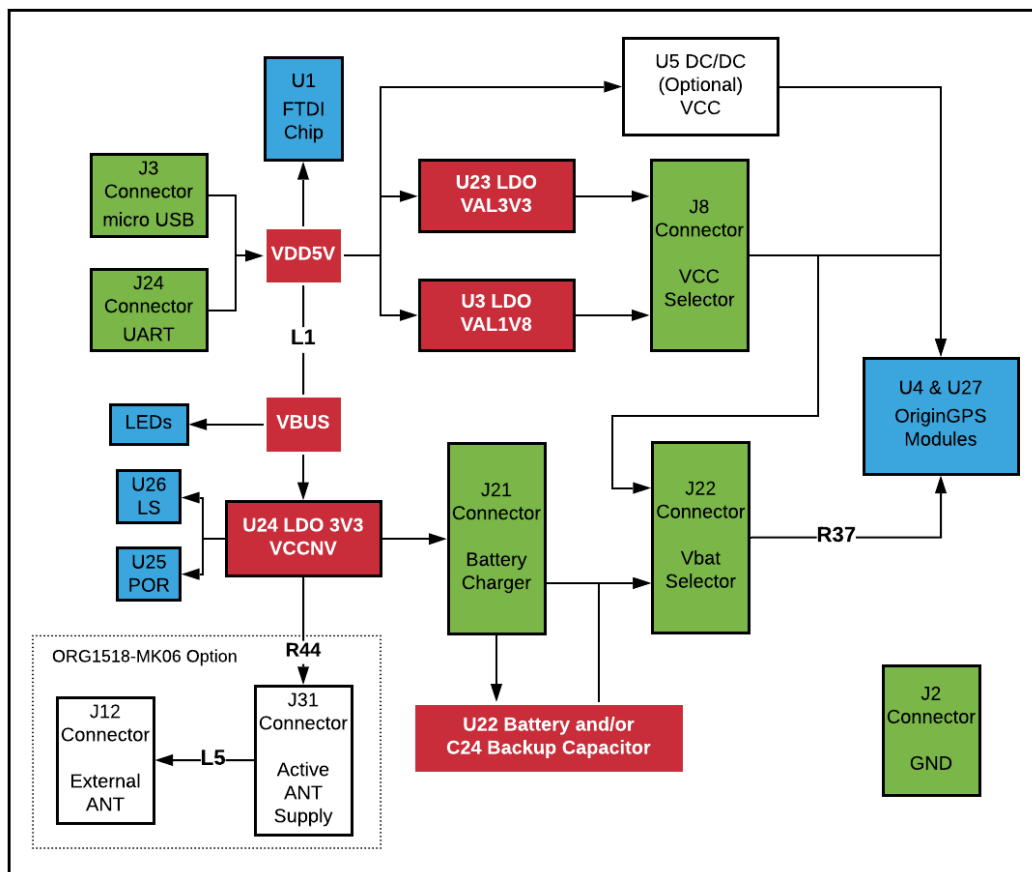 U1
FTDI
Chip
U5 DC/DC
(Optional)
VCC
J3
Connector
micro USB
U23 LDO
VAL3V3
J8
Connector
VCC
Selector
VDD5V
J24
Connector
UART
U3 LDO
VAL1V8
L1
U4 & U27
OriginGPS
Modules
LEDs
VBUS
U26
LS
U25
POR
U24 LDO 3V3
VCCNV
J21
Connector
Battery
Charger
J22
Connector
Vbat
Selector
R37
R44
ORG1518-MK06 Option
J12
Connector
External
ANT
L5
J31
Connector
Active
ANT
Supply
U22 Battery and/or
C24 Backup Capacitor
J2
Connector
GND